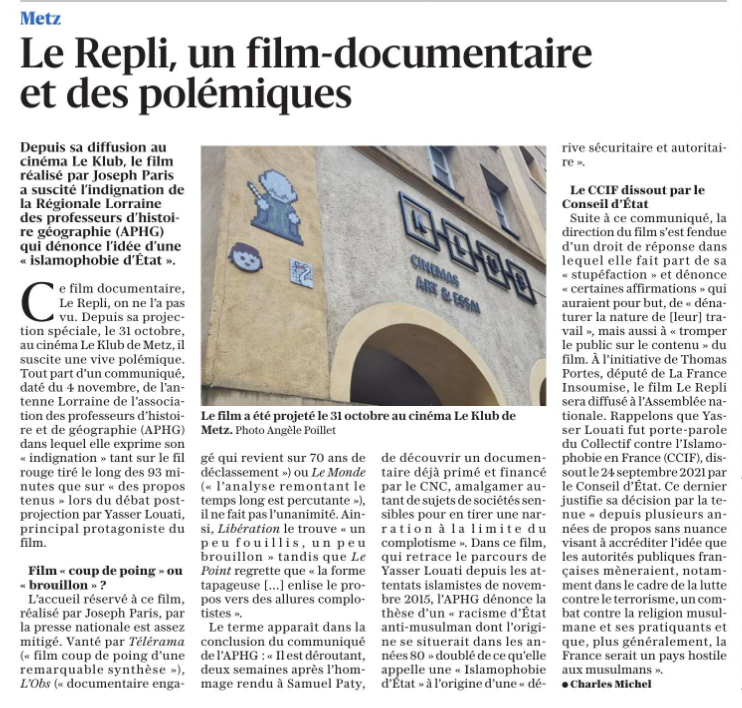 Metz
Le Repli, un film-documentaire
et des polémiques
Depuis sa diffusion au
cinéma Le Klub, le film
réalisé par Joseph Paris
a suscité l’indignation de
la Régionale Lorraine
des professeurs d’histoi-
re géographie (APHG)
qui dénonce l’idée d’une
« islamophobie d’État ».
Ce film documentaire,
Le Repli, on ne l’a pas
vu. Depuis sa projec-
tion spéciale, le 31 octobre,
au cinéma Le Klub de Metz, il
suscite une vive polémique.
Tout part d’un communiqué,
daté du 4 novembre, de l’an-
tenne Lorraine de l’associa-
tion des professeurs d’histoi-
re et de géographie (APHG)
dans lequel elle exprime son
« indignation » tant sur le fil
rouge tiré le long des 93 mi-
nutes que sur « des propos
tenus » lors du débat post-
projection par Yasser Louati,
principal protagoniste du
film.
Film « coup de poing » ou
« brouillon » ?
L’accueil réservé à ce film,
réalisé par Joseph Paris, par
la presse nationale est assez
mitigé. Vanté par Télérama
(« film coup de poing d’une
remarquable synthèse »),
L’Obs (« documentaire enga-
KLUB
CINÉMAS
ART & ESSAI
Le film a été projeté le 31 octobre au cinéma Le Klub de
Metz. Photo Angèle Poillet
gé qui revient sur 70 ans de
déclassement ») ou Le Monde
(« l’analyse remontant le
temps long est percutante »),
il ne fait pas l’unanimité. Ain-
si, Libération le trouve « un
peu fouillis, un peu
brouillon » tandis que Le
Point regrette que « la forme
tapageuse [...] enlise le pro-
pos vers des allures complo-
tistes ».
Le terme apparaît dans la
conclusion du communiqué
de l’APHG : « Il est déroutant,
deux semaines après l’hom-
mage rendu à Samuel Paty,
de découvrir un documen-
taire déjà primé et financé
par le CNC, amalgamer au-
tant de sujets de sociétés sen-
sibles pour en tirer une nar-
ration à la limite du
complotisme ». Dans ce film,
qui retrace le parcours de
Yasser Louati depuis les at-
tentats islamistes de novem-
bre 2015, l’APHG dénonce la
thèse d’un « racisme d’État
anti-musulman dont l’origi-
ne se situerait dans les an-
nées 80 » doublé de ce qu’elle
appelle une « Islamophobie
d’État » à l’origine d’une « dé-
rive sécuritaire et autoritai-
re ».
Le CCIF dissout par le
Conseil d’État
Suite à ce communiqué, la
direction du film s’est fendue
d’un droit de réponse dans
lequel elle fait part de sa
« stupéfaction » et dénonce
« certaines affirmations » qui
auraient pour but, de « déna-
turer la nature de [leur] tra-
vail », mais aussi à « tromper
le public sur le contenu » du
film. À l’initiative de Thomas
Portes, député de La France
Insoumise, le film Le Repli
sera diffusé à l’Assemblée na-
tionale. Rappelons que Yas-
ser Louati fut porte-parole
du Collectif contre l’Islamo-
phobie en France (CCIF), dis-
sout le 24 septembre 2021 par
le Conseil d’État. Ce dernier
justifie sa décision par la te-
nue « depuis plusieurs an-
nées de propos sans nuance
visant à accréditer l’idée que
les autorités publiques fran-
çaises mèneraient, notam-
ment dans le cadre de la lutte
contre le terrorisme, un com-
bat contre la religion musul-
mane et ses pratiquants et
que, plus généralement, la
France serait un pays hostile
aux musulmans ».
● Charles Michel